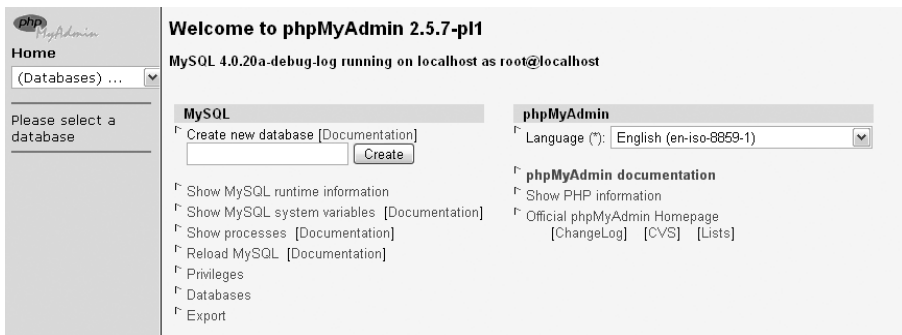 php
MyAdmin
Home
(Databases) ...
Please select a
database
Welcome to phpMyAdmin 2.5.7-pl1
MySQL 4.0.20a-debug-log running on localhost as root@localhost
MySQL
Create new database [Documentation]
Create
Show MySQL runtime information
Show MySQL system variables [Documentation]
Show processes [Documentation]
Reload MySQL [Documentation]
Privileges
Databases
Export
phpMyAdmin
Language (*): English (en-iso-8859-1)
phpMyAdmin documentation
Show PHP information
Official phpMyAdmin Homepage
[ChangeLog] [CVS] [Lists]